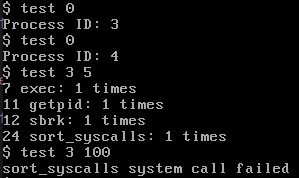 $ test 0
Process ID: 3
$ test 0
Process ID: 4
$ test 3 5
7 exec: 1 times
11 getpid: 1 times
12 sbrk: 1 times
24 sort_syscalls: 1 times
$ test 3 100
sort_syscalls system call failed